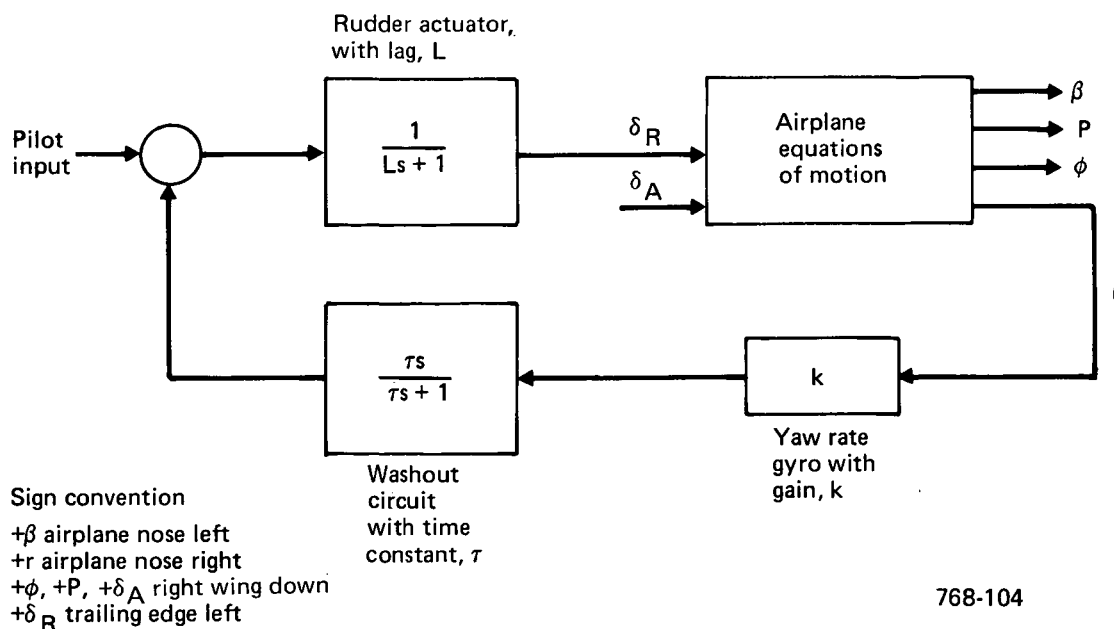 Rudder actuator,
with lag, L
Pilot
input
1
Ls + 1
δR
δA
Airplane
equations
of motion
β
P
ϕ
τs
τs + 1
k
Yaw rate
gyro with
gain, k
Washout
circuit
with time
constant, τ
Sign convention
+β airplane nose left
+r airplane nose right
+ϕ, +P, +δA right wing down
+δR trailing edge left
768-104